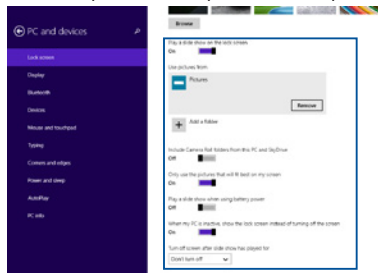 PC and devices
Lock screen
Display
Bluetooth
Devices
Mouse and touchpad
Typing
Corners and edges
Power and sleep
AutoPlay
PC info
Browse
Play a slide show on the lock screen
On
Use pictures from
Pictures
Remove
Add a folder
Include Camera Roll folders from this PC and SkyDrive
Off
Only use the pictures that will fit best on my screen
On
Play a slide show when using battery power
Off
When my PC is inactive, show the lock screen instead of turning off the screen
On
Turn off screen after slide show has played for
Don't turn off